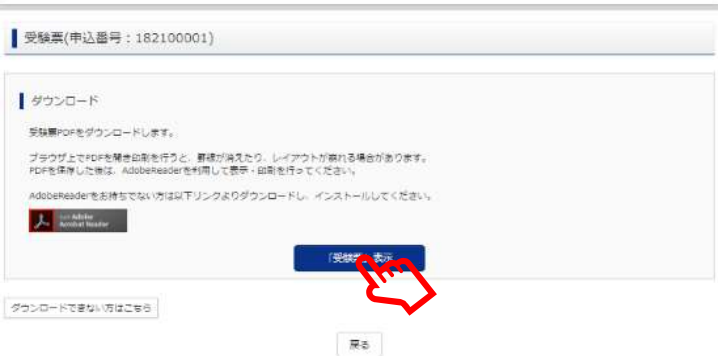 受験票(申込番号:182100001)
ダウンロード
受験票PDFをダウンロードします。
ブラウザ上でPDFを開き印刷を行うと、罫線が消えたり、レイアウトが崩れる場合があります。
PDFを保存した後は、AdobeReaderを利用して表示・印刷を行ってください。
AdobeReaderをお持ちでない方は以下リンクよりダウンロードし、インストールしてください。
Get Adobe
Acrobat Reader
「受験票」表示
ダウンロードできない方はこちら
戻る